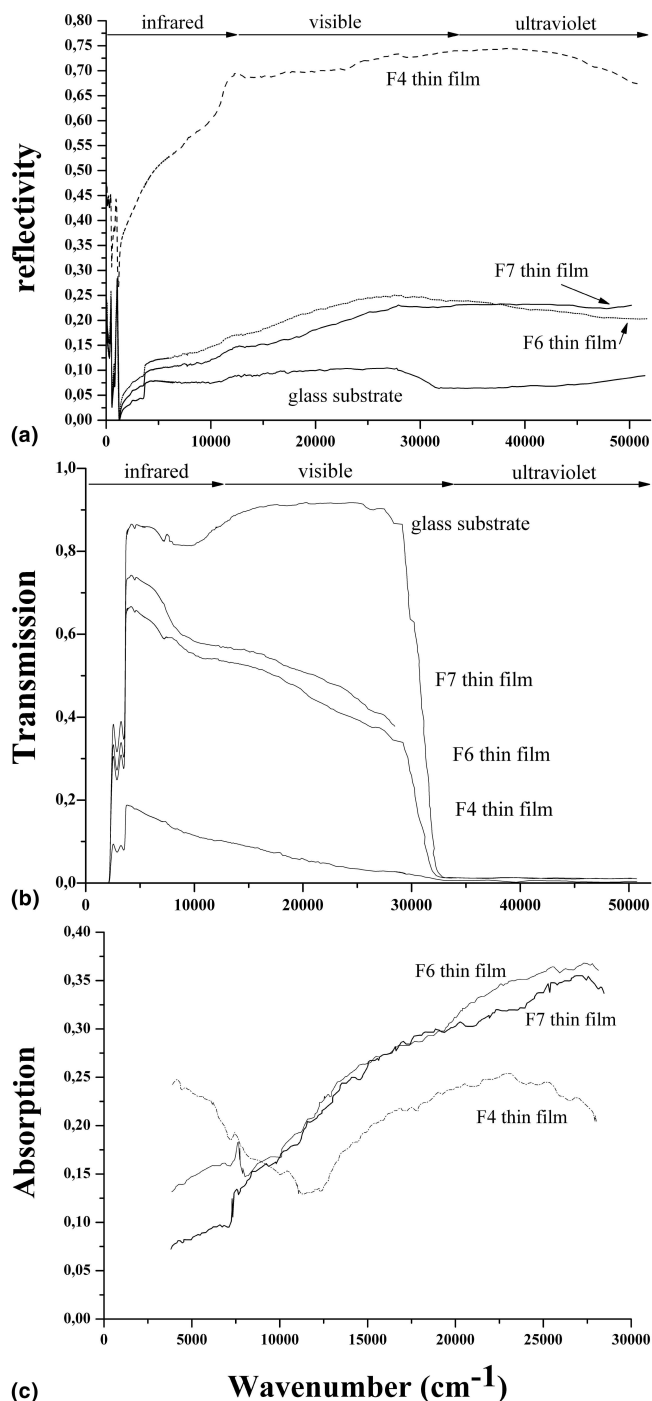 infrared visible ultraviolet
0,80
0,75
0,70
0,65
0,60
0,55
0,50
0,45
0,40
0,35
0,30
0,25
0,20
0,15
0,10
0,05
0,00
reflectivity
F4 thin film
F7 thin film
F6 thin film
glass substrate
0 10000 20000 30000 40000 50000
(a)
infrared visible ultraviolet
1,0
0,8
0,6
0,4
0,2
0,0
Transmission
glass substrate
F7 thin film
F6 thin film
F4 thin film
0 10000 20000 30000 40000 50000
(b)
0,40
0,35
0,30
0,25
0,20
0,15
0,10
0,05
0,00
Absorption
F6 thin film
F7 thin film
F4 thin film
0 5000 10000 15000 20000 25000 30000
Wavenumber (cm-1)
(c)